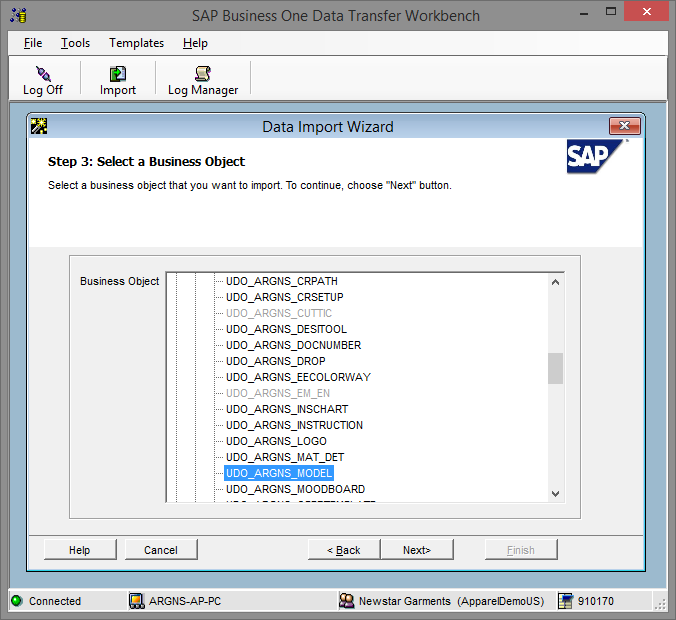 SAP Business One Data Transfer Workbench
File Tools Templates Help
Log Off Import Log Manager
Data Import Wizard
Step 3: Select a Business Object
SAP
Select a business object that you want to import. To continue, choose "Next" button.
Business Object
UDO_ARGNS_CRPATH
UDO_ARGNS_CRSETUP
UDO_ARGNS_CUTTIC
UDO_ARGNS_DESITOOL
UDO_ARGNS_DOCNUMBER
UDO_ARGNS_DROP
UDO_ARGNS_EECOLORWAY
UDO_ARGNS_EM_EN
UDO_ARGNS_INSCHART
UDO_ARGNS_INSTRUCTION
UDO_ARGNS_LOGO
UDO_ARGNS_MAT_DET
UDO_ARGNS_MODEL
UDO_ARGNS_MOODBOARD
Help Cancel < Back Next> Finish
Connected ARGNS-AP-PC Newstar Garments (ApparelDemoUS) 910170